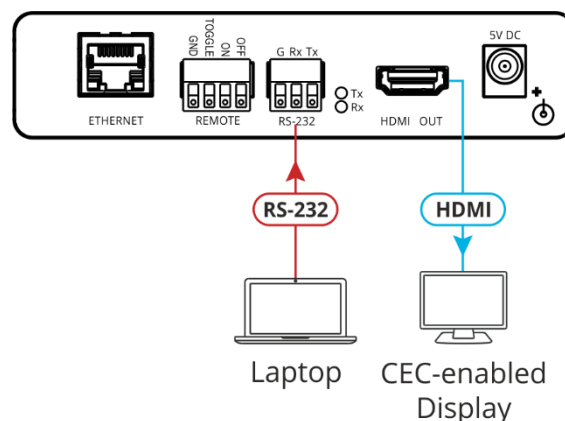 5V DC
GND
TOGGLE
ON
OFF
G Rx Tx
Tx
Rx
ETHERNET
REMOTE
RS-232
HDMI OUT
RS-232
HDMI
Laptop
CEC-enabled
Display